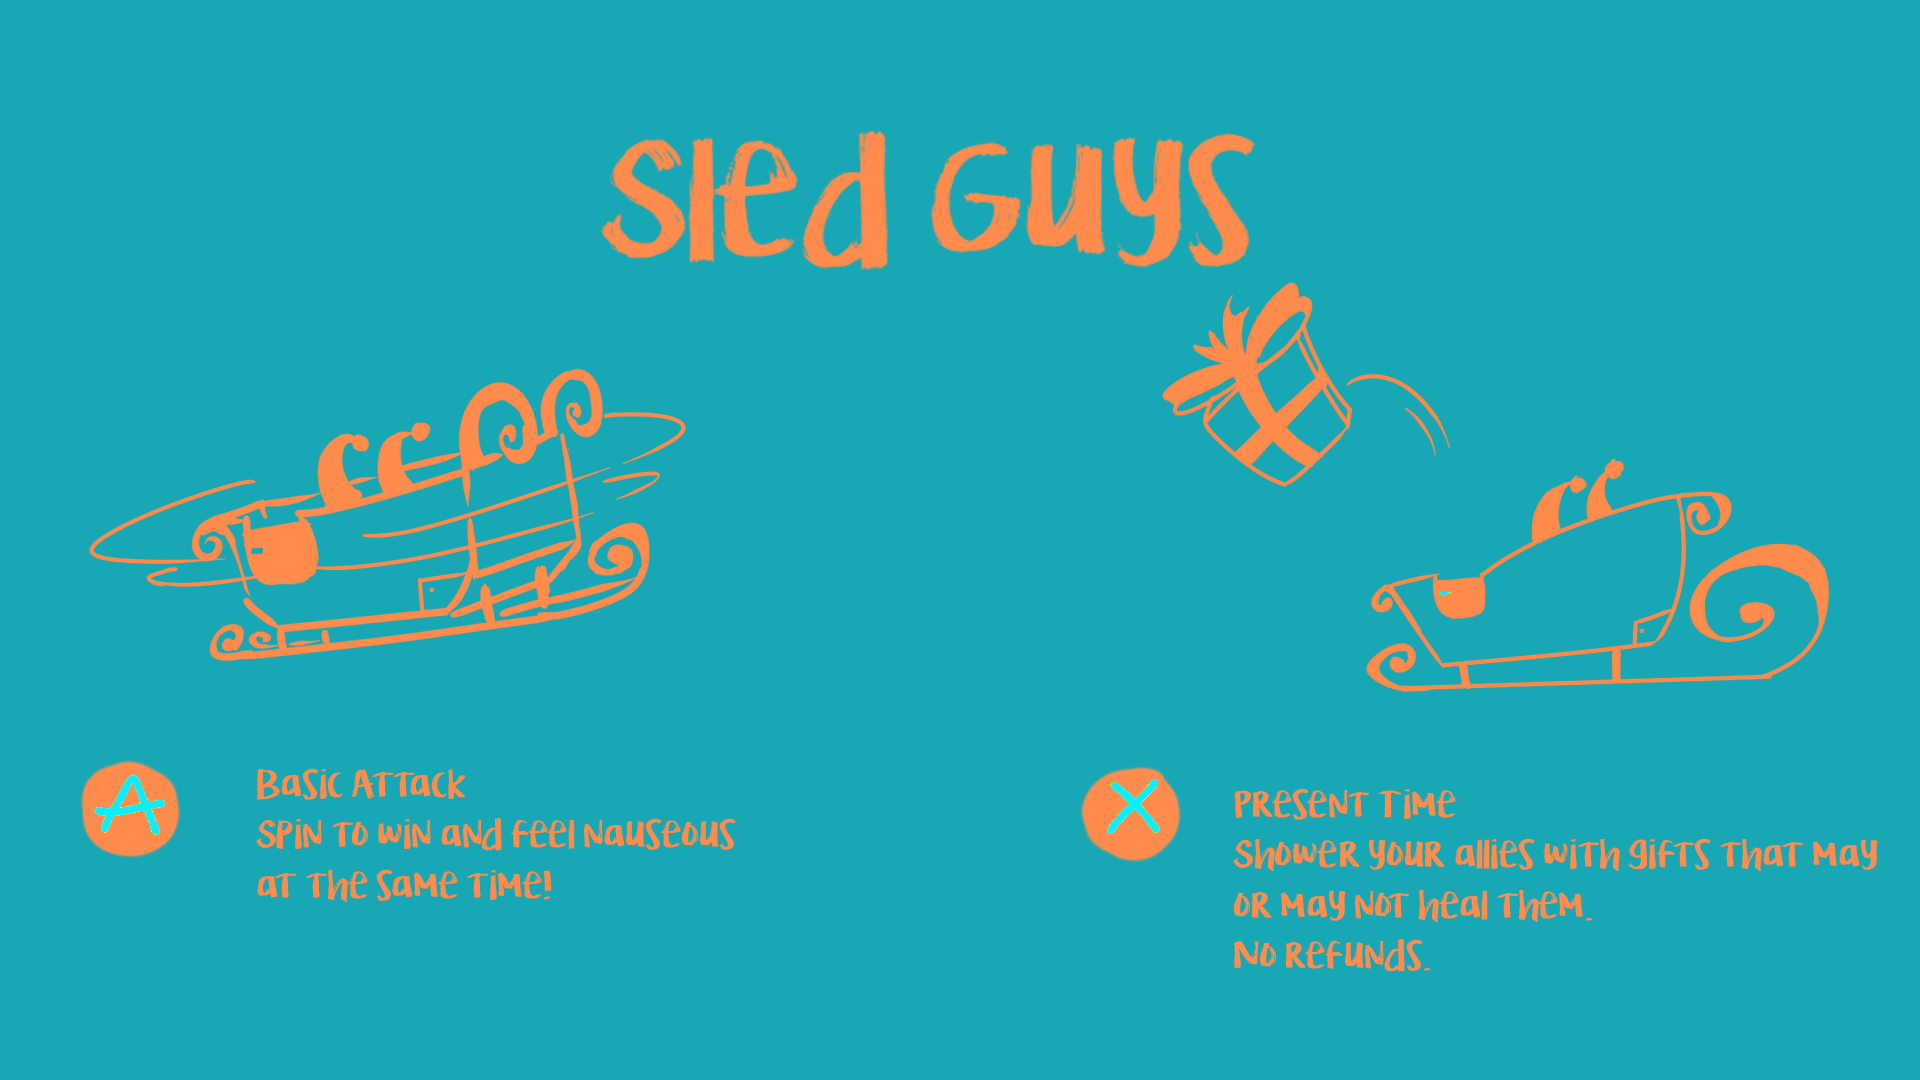 Sled Guys
A
Basic Attack
Spin to win and feel nauseous
at the same time!
X
Present Time
Shower your allies with gifts that may
or may not heal them.
No refunds.